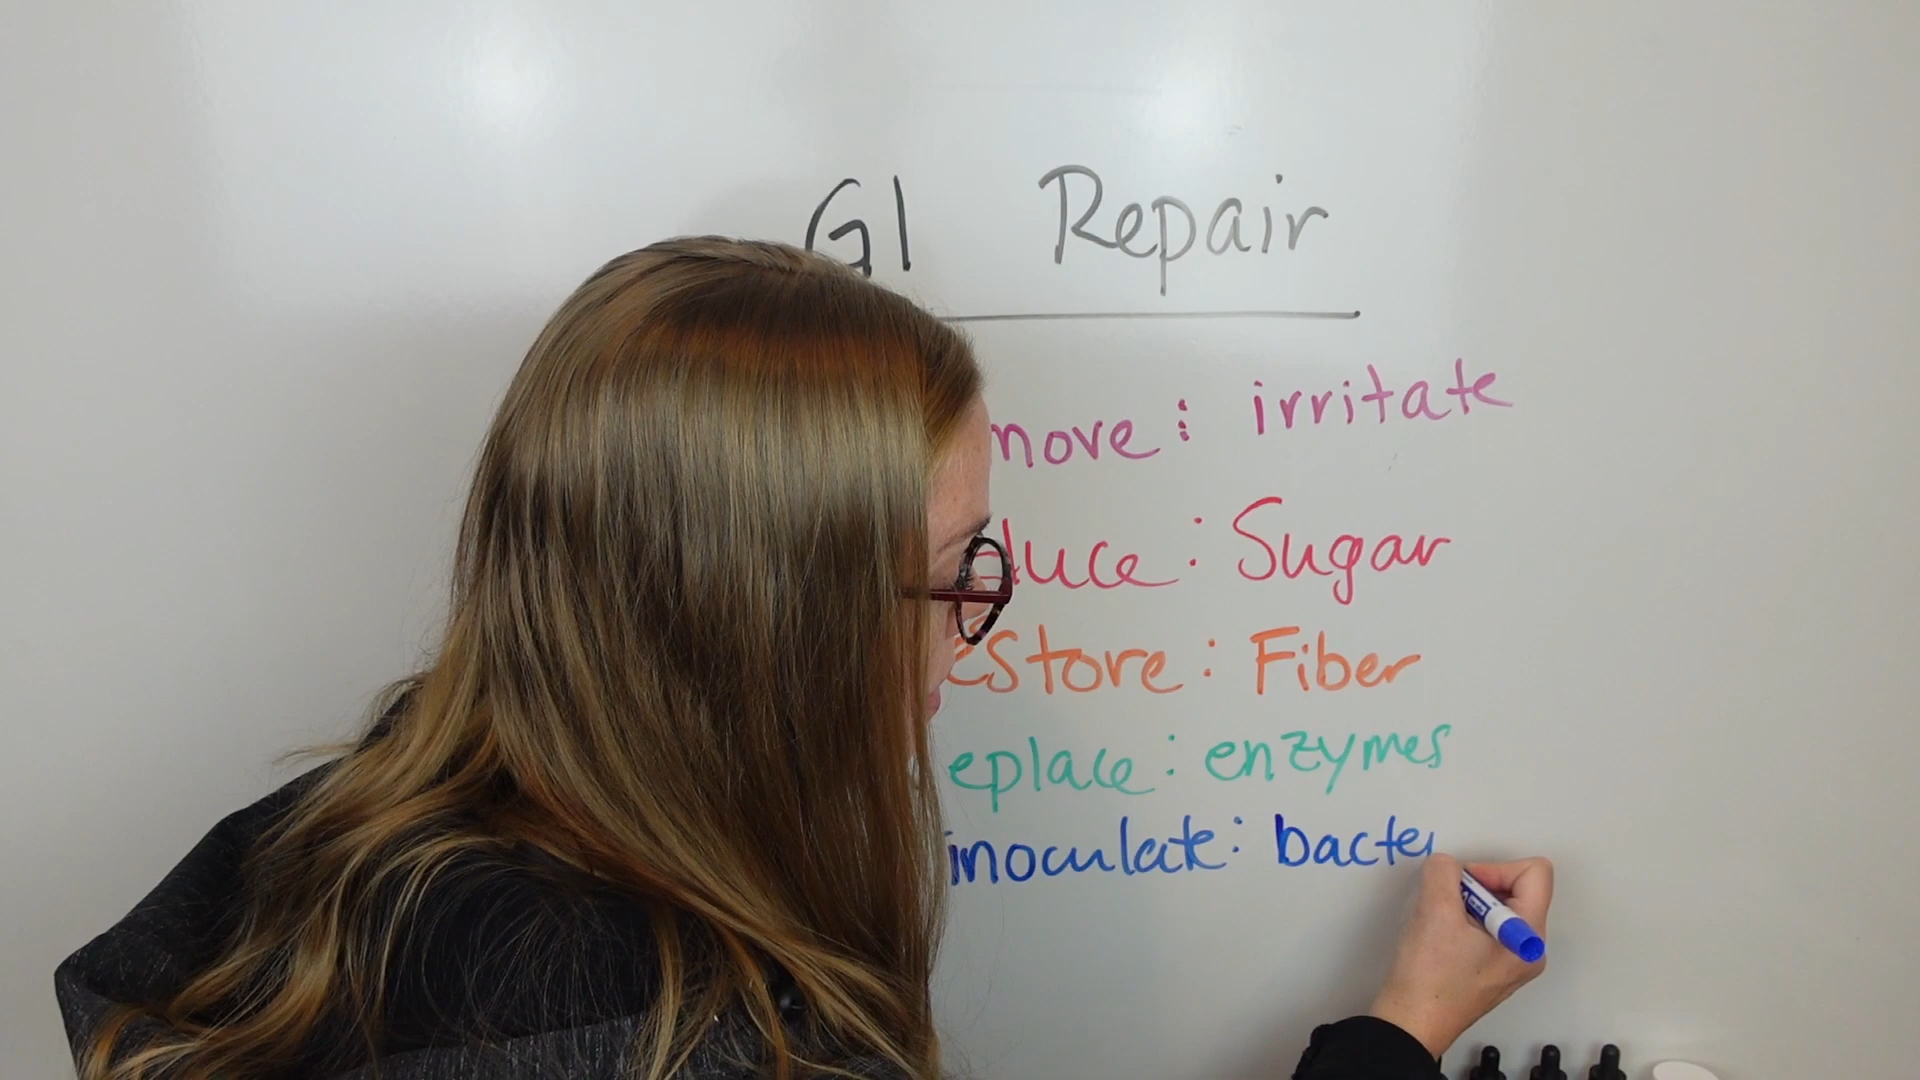 GI Repair
move: irritate
duce: Sugar
estore: Fiber
eplace: enzymes
inoculate: bacte